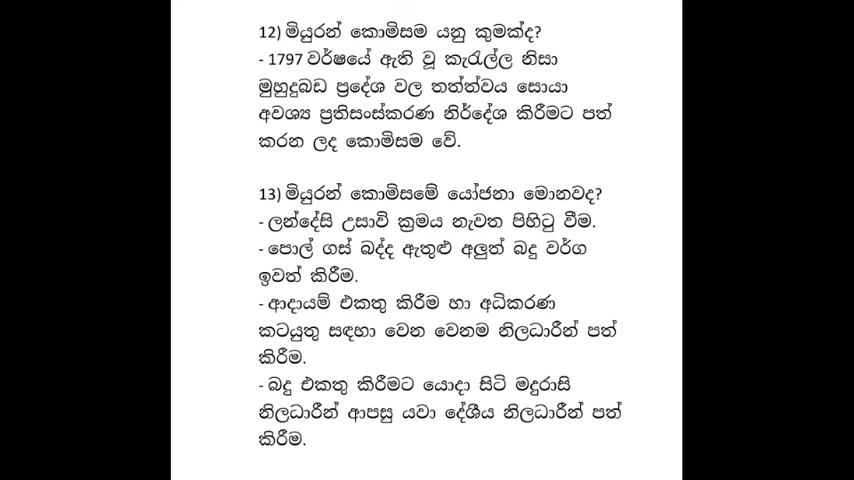 12) මියුරන් කොමිසම යනු කුමක්ද?
- 1797 වර්ෂයේ ඇති වූ කැරැල්ල නිසා
මුහුදුබඩ ප්‍රදේශ වල තත්ත්වය සොයා
අවශ්‍ය ප්‍රතිසංස්කරණ නිර්දේශ කිරීමට පත්
කරන ලද කොමිසම වේ.
13) මියුරන් කොමිසමේ යෝජනා මොනවද?
- ලන්දේසි උසාවි ක්‍රමය නැවත පිහිටු වීම.
- පොල් ගස් බද්ද ඇතුළු අලුත් බදු වර්ග
ඉවත් කිරීම.
- ආදායම් එකතු කිරීම හා අධිකරණ
කටයුතු සඳහා වෙන වෙනම නිලධාරීන් පත්
කිරීම.
- බදු එකතු කිරීමට යොදා සිටි මදුරාසි
නිලධාරීන් ආපසු යවා දේශීය නිලධාරීන් පත්
කිරීම.